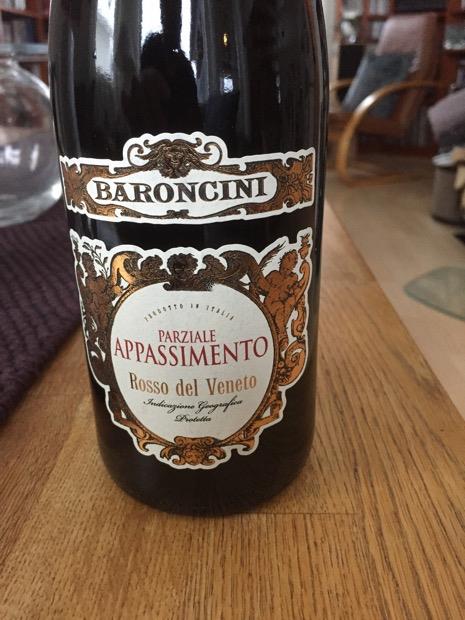 BARONCINI
PRODOTTO IN ITALIA
PARZIALE
APPASSIMENTO
Rosso del Veneto
Indicazione Geografica
Protetta